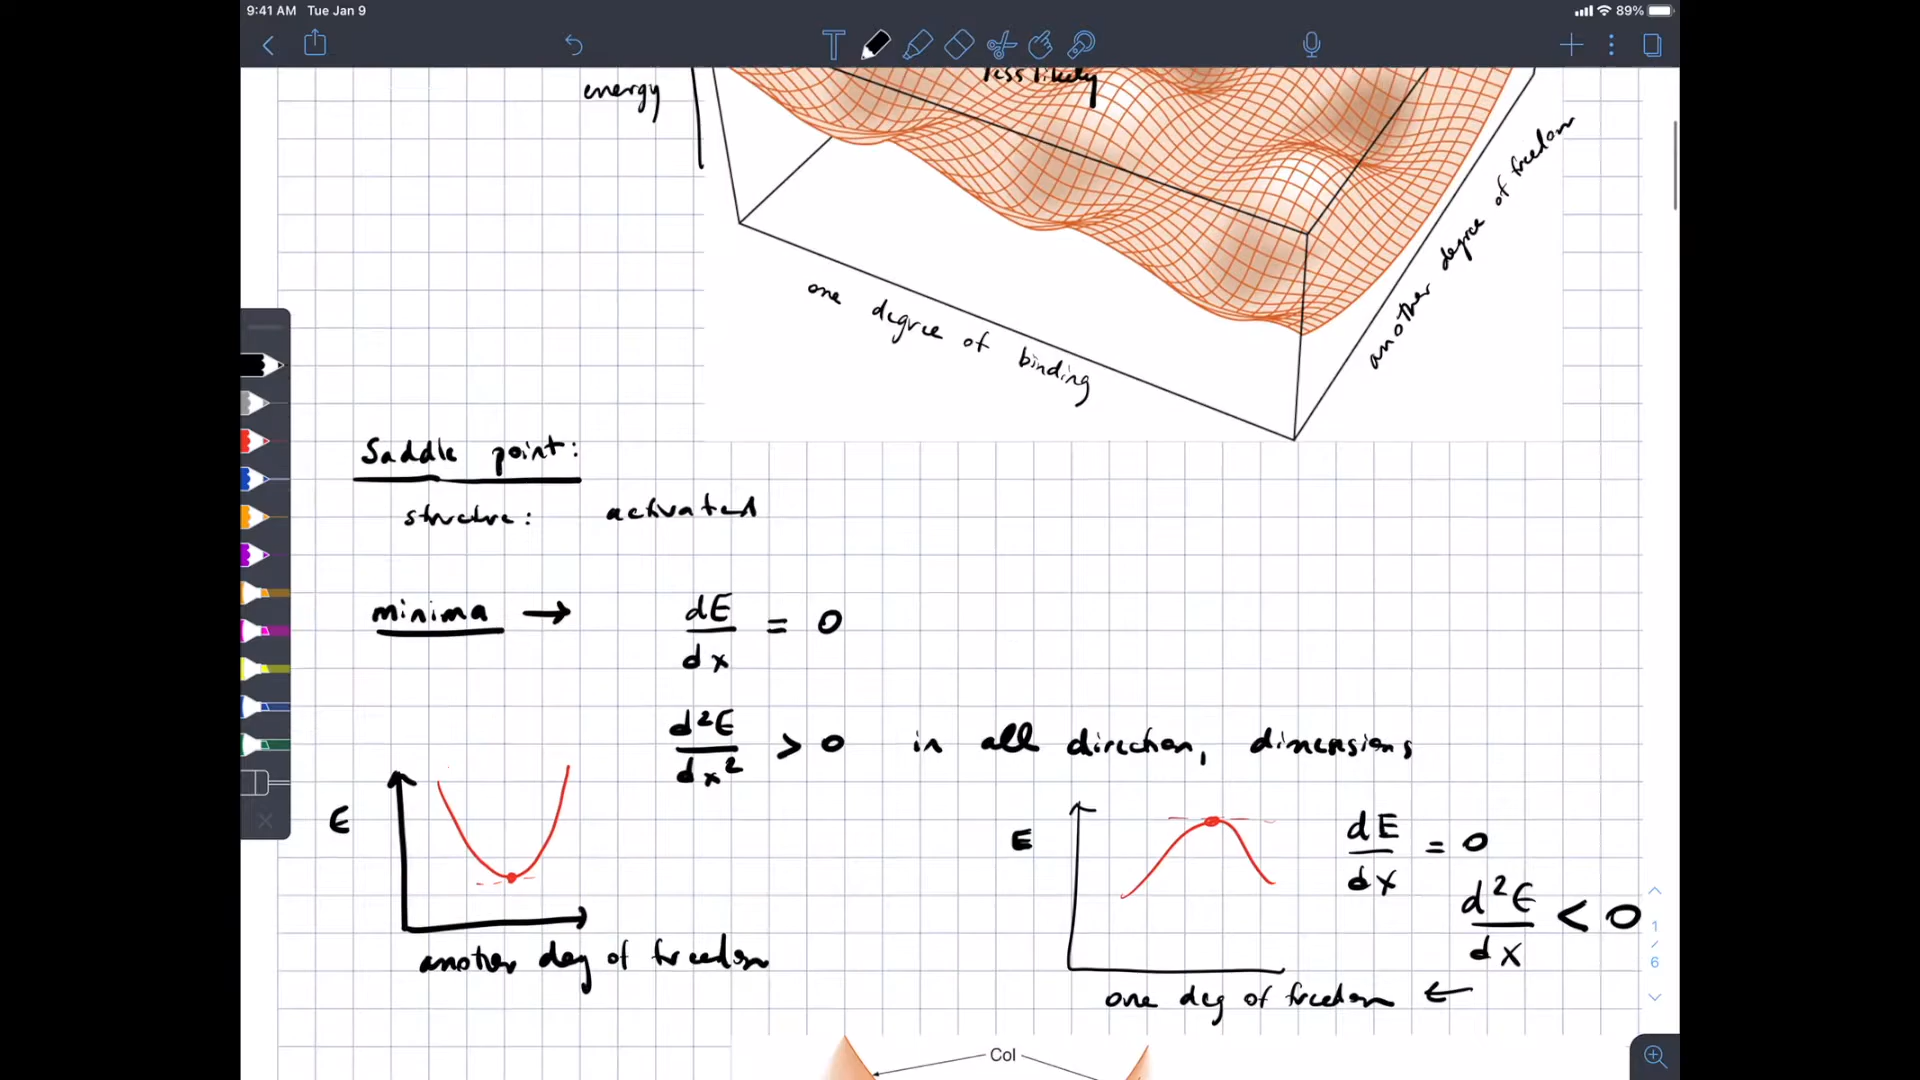 9:41 AM Tue Jan 9
89%
less likely
energy
another degree of freedom
one degree of binding
Saddle point:
structure: activated
minima → dE/dx = 0
d²E/dx² > 0 in all direction, dimensions
E
another deg of freedom
E
dE/dx = 0
d²E/dx < 0
one deg of freedom ←
1/6
Col